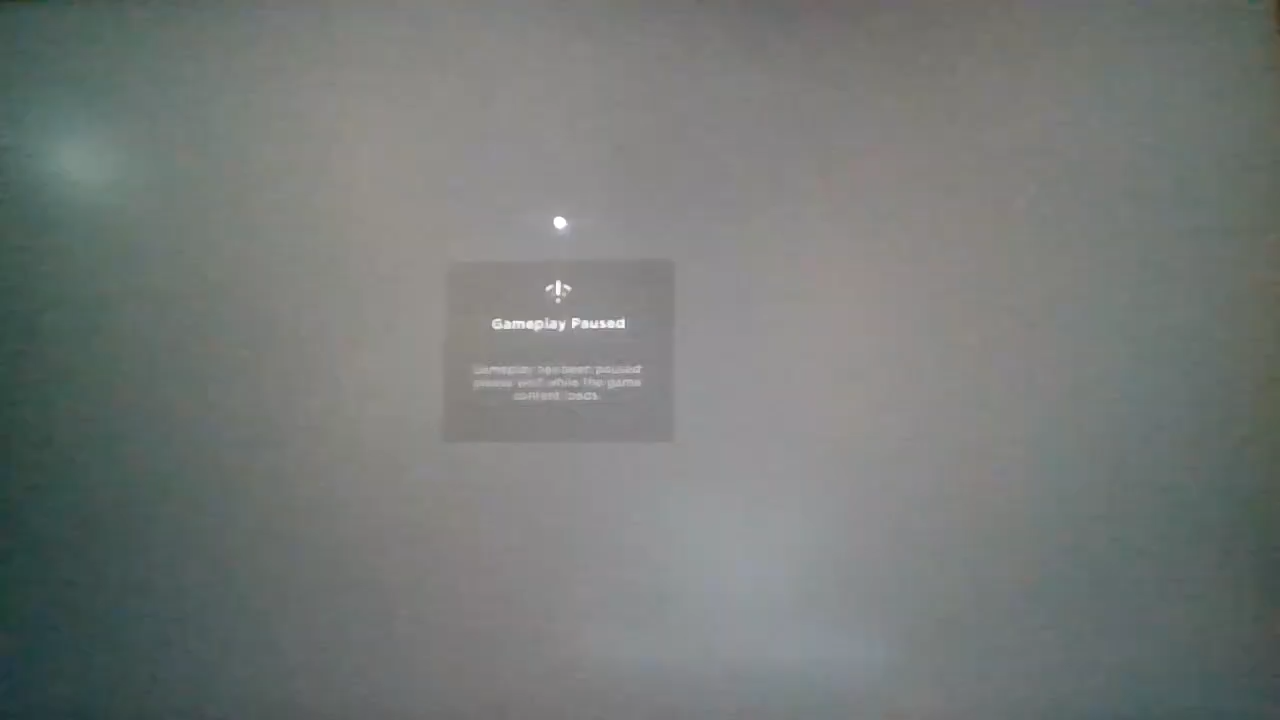 Gameplay Paused
Gameplay has been paused
please wait while the game
content loads.